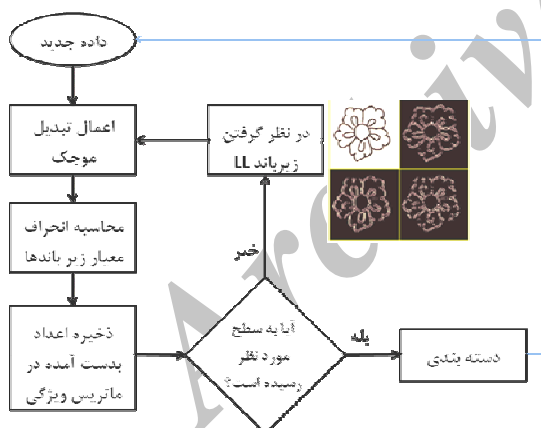 داده جدید
اعمال تبدیل
موجک
در نظر گرفتن
زیرباند LL
محاسبه انحراف
معیار زیر باندها
خیر
ذخیره اعداد
بدست آمده در
ماتریس ویژگی
آیا به سطح
مورد نظر
رسیده است؟
بله
دسته بندی
Archiv